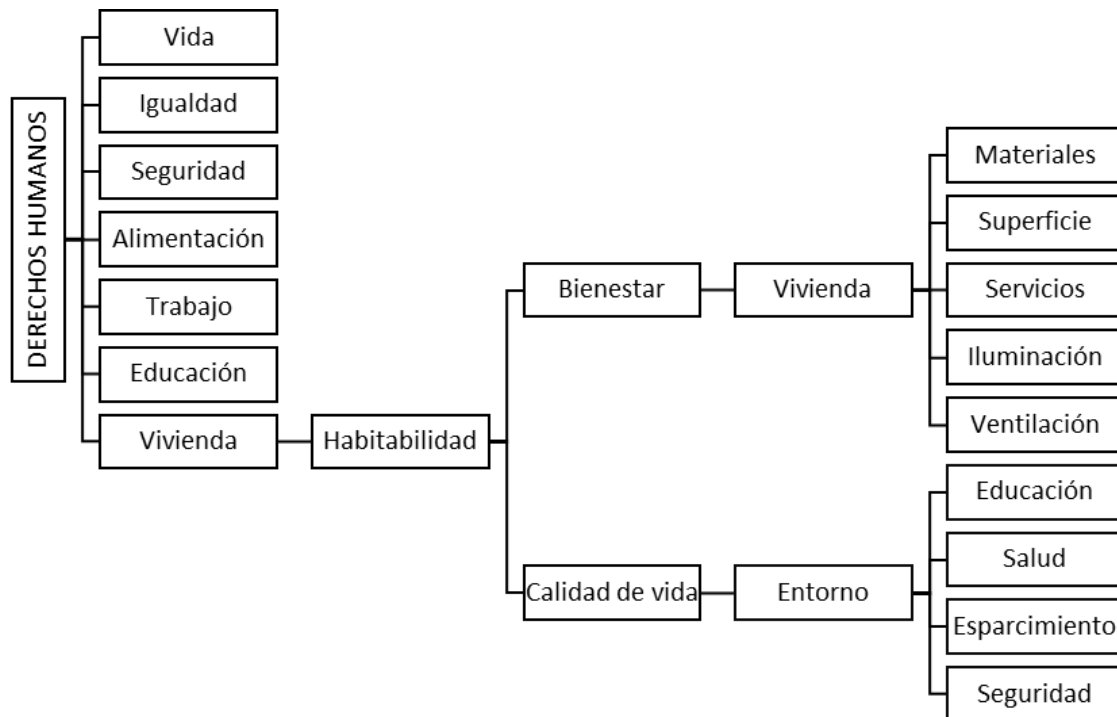 DERECHOS HUMANOS
Vida
Igualdad
Seguridad
Alimentación
Trabajo
Educación
Vivienda
Habitabilidad
Bienestar
Vivienda
Materiales
Superficie
Servicios
Iluminación
Ventilación
Calidad de vida
Entorno
Educación
Salud
Esparcimiento
Seguridad